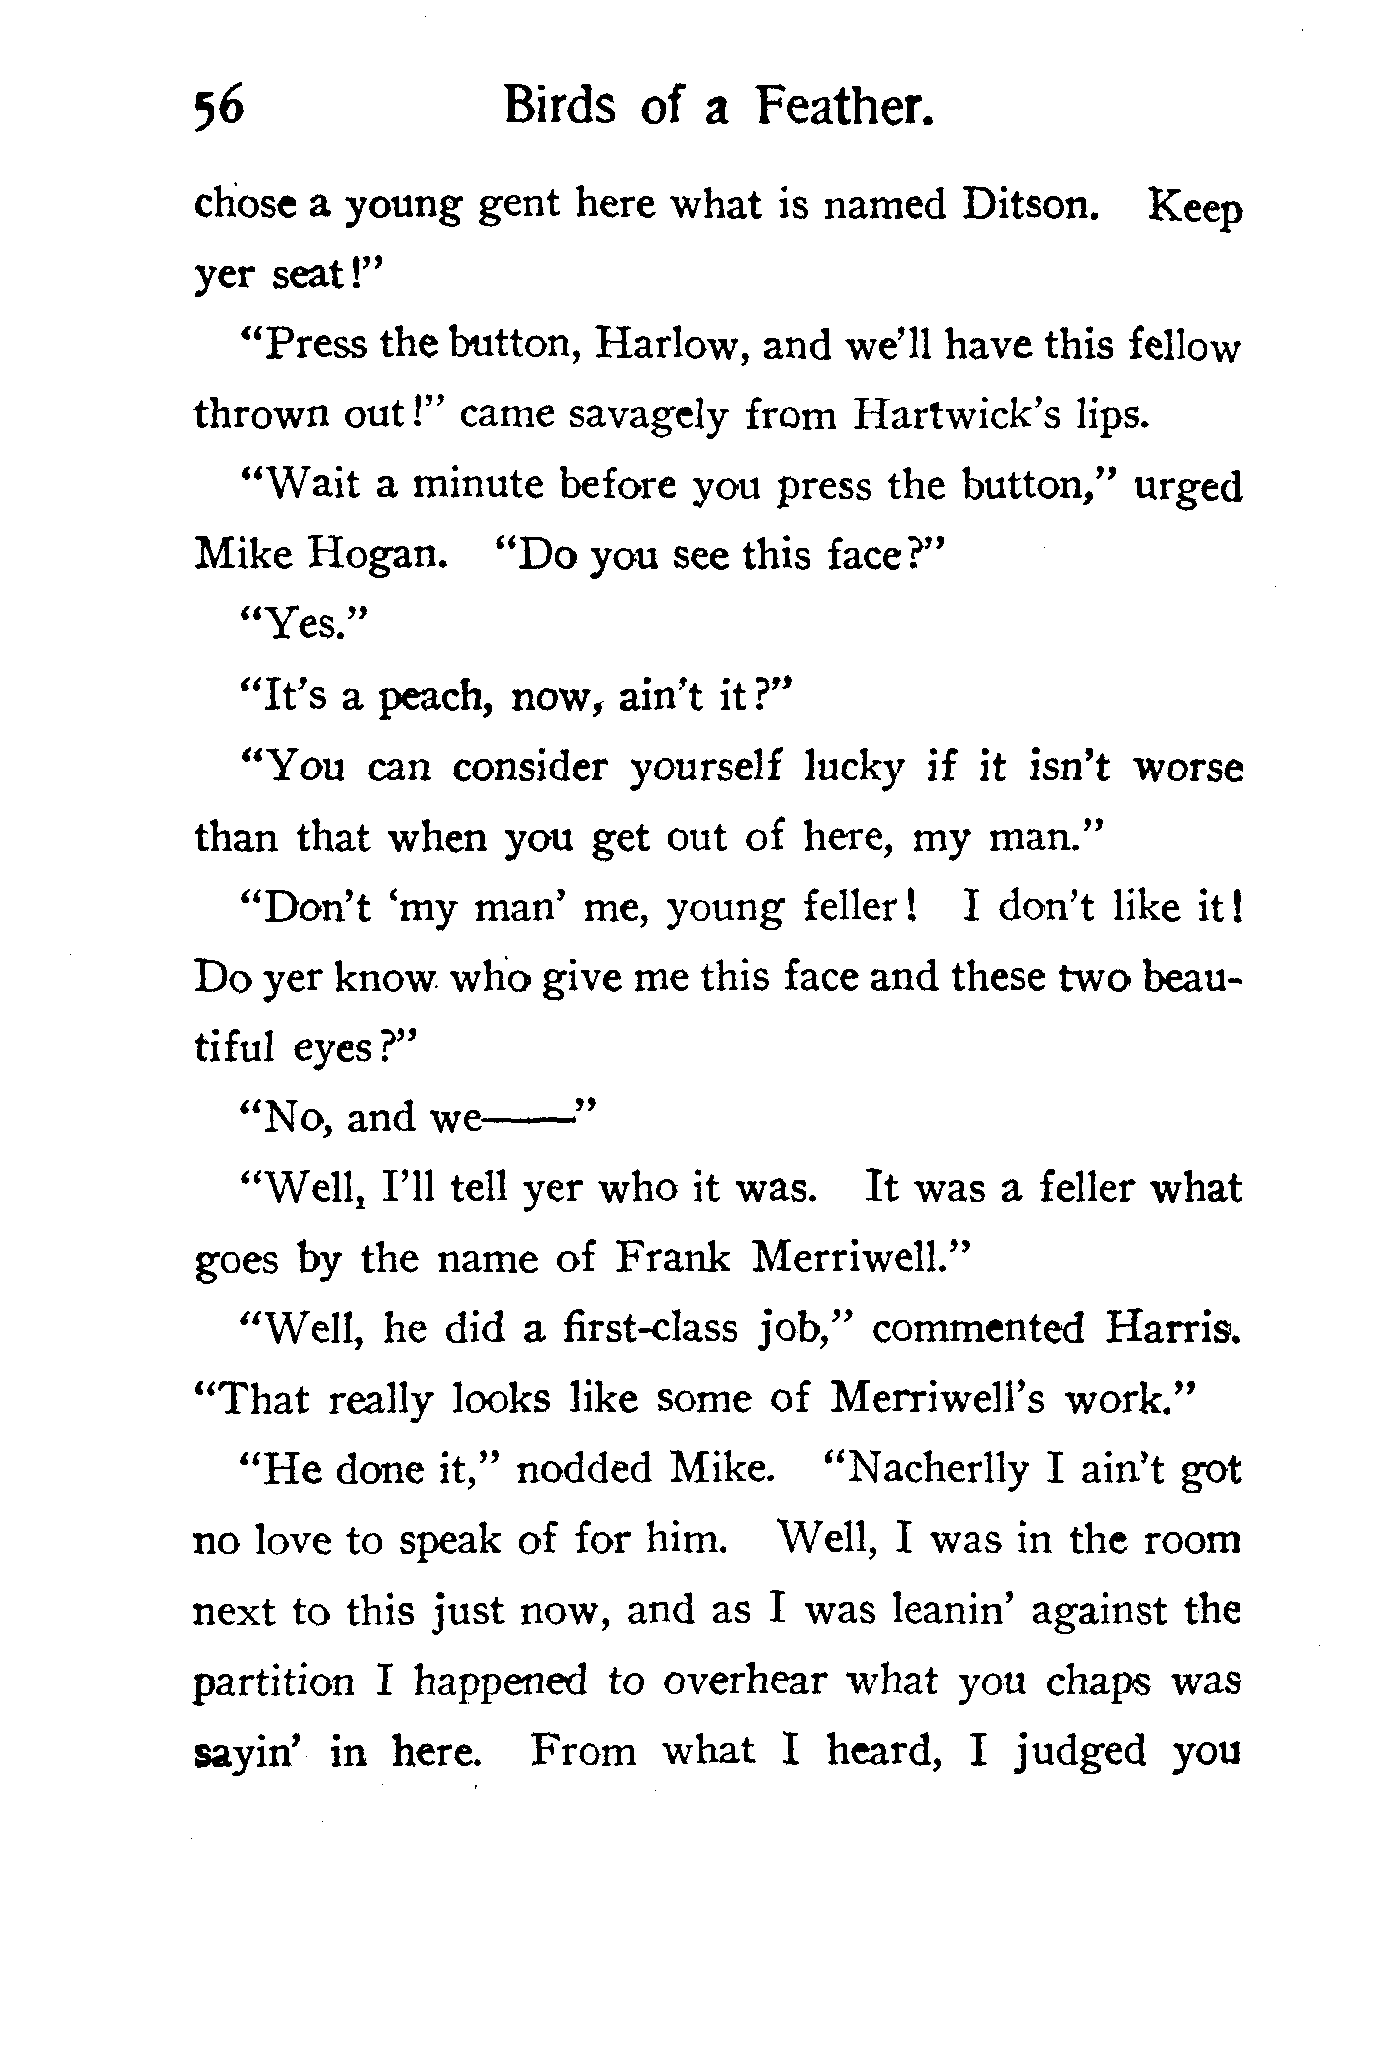 56 Birds of a Feather.
chose a young gent here what is named Ditson. Keep
yer seat!”
“Press the button, Harlow, and we’ll have this fellow
thrown out!” came savagely from Hartwick’s lips.
“Wait a minute before you press the button,” urged
Mike Hogan. “Do you see this face?”
“Yes.”
“It’s a peach, now, ain’t it?”
“You can consider yourself lucky if it isn’t worse
than that when you get out of here, my man.”
“Don’t ‘my man’ me, young feller! I don’t like it!
Do yer know who give me this face and these two beau-
tiful eyes?”
“No, and we——”
“Well, I’ll tell yer who it was. It was a feller what
goes by the name of Frank Merriwell.”
“Well, he did a first-class job,” commented Harris.
“That really looks like some of Merriwell’s work.”
“He done it,” nodded Mike. “Nacherlly I ain’t got
no love to speak of for him. Well, I was in the room
next to this just now, and as I was leanin’ against the
partition I happened to overhear what you chaps was
sayin’ in here. From what I heard, I judged you